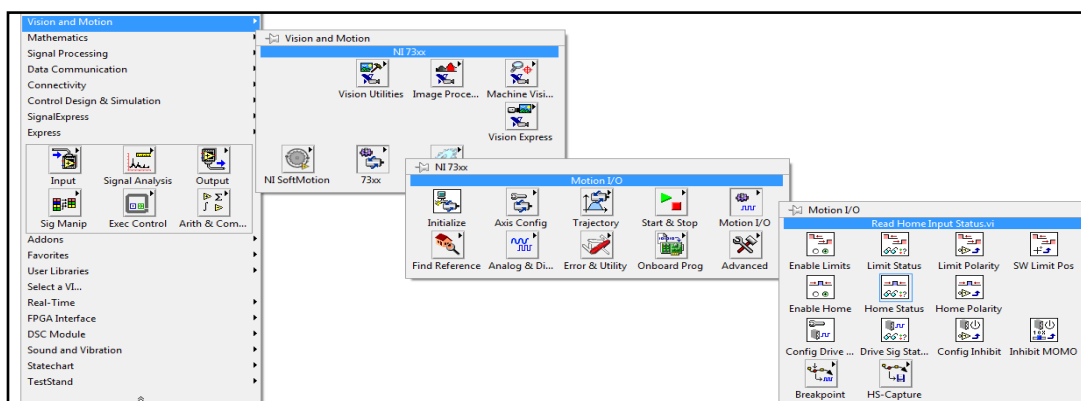 Vision and Motion
Mathematics
Signal Processing
Data Communication
Connectivity
Control Design & Simulation
SignalExpress
Express
Input Signal Analysis Output
Sig Manip Exec Control Arith & Com...
Addons
Favorites
User Libraries
Select a VI...
Real-Time
FPGA Interface
DSC Module
Sound and Vibration
Statechart
TestStand
Vision and Motion
NI 73xx
Vision Utilities Image Proce... Machine Visi...
Vision Express
NI SoftMotion 73xx
NI 73xx
Motion I/O
Initialize Axis Config Trajectory Start & Stop Motion I/O
Find Reference Analog & Di... Error & Utility Onboard Prog Advanced
Motion I/O
Read Home Input Status.vi
Enable Limits Limit Status Limit Polarity SW Limit Pos
Enable Home Home Status Home Polarity
Config Drive ... Drive Sig Stat... Config Inhibit Inhibit MOMO
Breakpoint HS-Capture